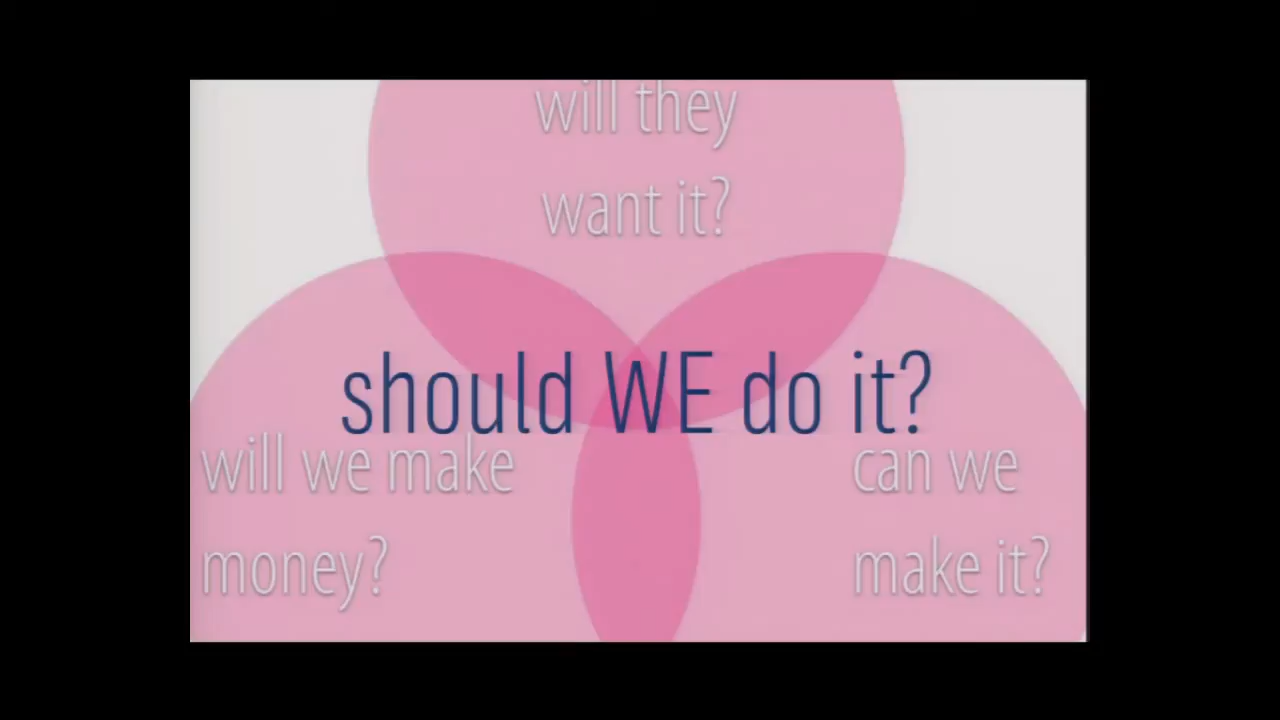 will they
want it?
should WE do it?
will we make
money?
can we
make it?